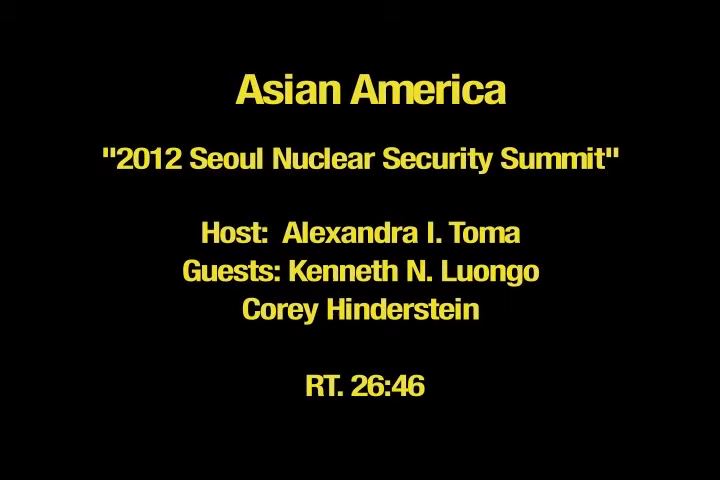 Asian America
"2012 Seoul Nuclear Security Summit"
Host: Alexandra I. Toma
Guests: Kenneth N. Luongo
Corey Hinderstein
RT. 26:46